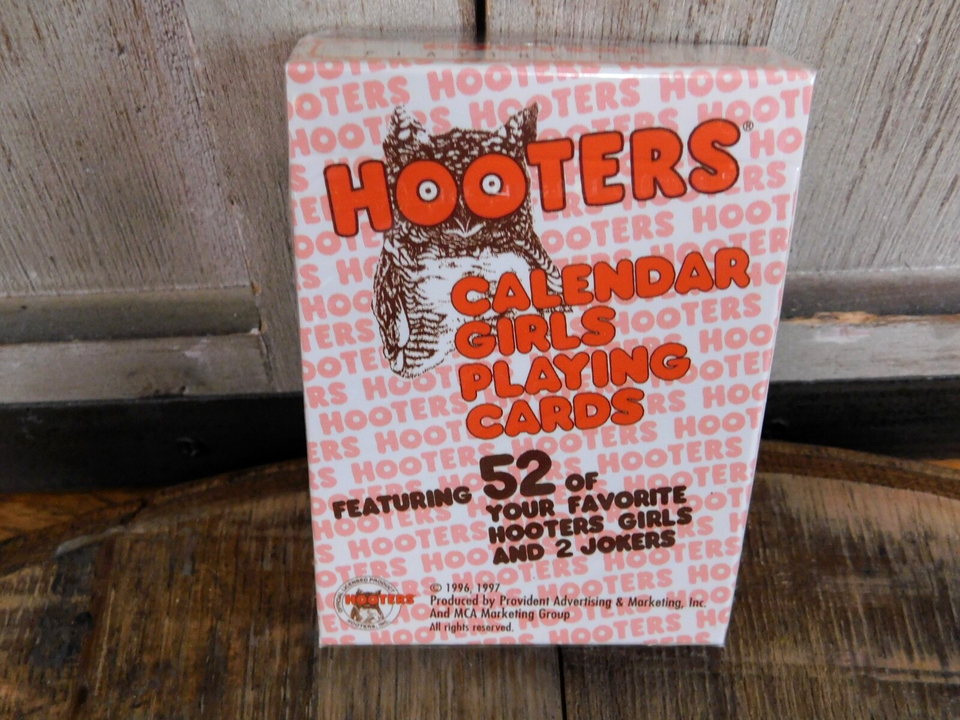 HOOTERS®
CALENDAR
GIRLS
PLAYING
CARDS
FEATURING 52 OF
YOUR FAVORITE
HOOTERS GIRLS
AND 2 JOKERS
HOOTERS
© 1996, 1997
Produced by Provident Advertising & Marketing, Inc.
And MCA Marketing Group
All rights reserved.